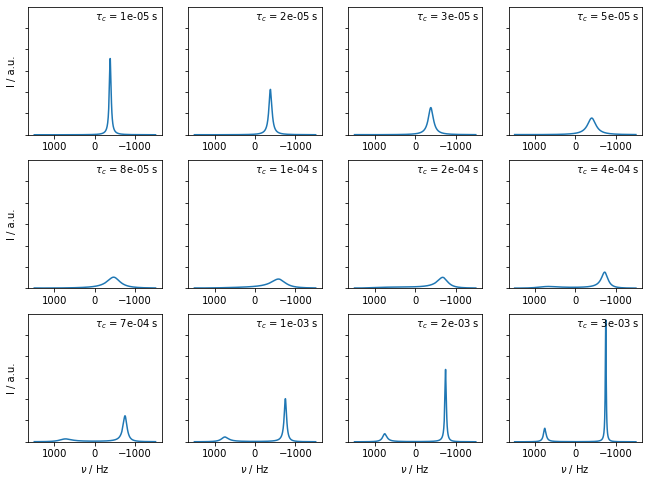 τc = 1e-05 s τc = 2e-05 s τc = 3e-05 s τc = 5e-05 s
I / a.u.
1000 0 −1000 1000 0 −1000 1000 0 −1000 1000 0 −1000
τc = 8e-05 s τc = 1e-04 s τc = 2e-04 s τc = 4e-04 s
I / a.u.
1000 0 −1000 1000 0 −1000 1000 0 −1000 1000 0 −1000
τc = 7e-04 s τc = 1e-03 s τc = 2e-03 s τc = 3e-03 s
I / a.u.
1000 0 −1000 1000 0 −1000 1000 0 −1000 1000 0 −1000
ν / Hz ν / Hz ν / Hz ν / Hz